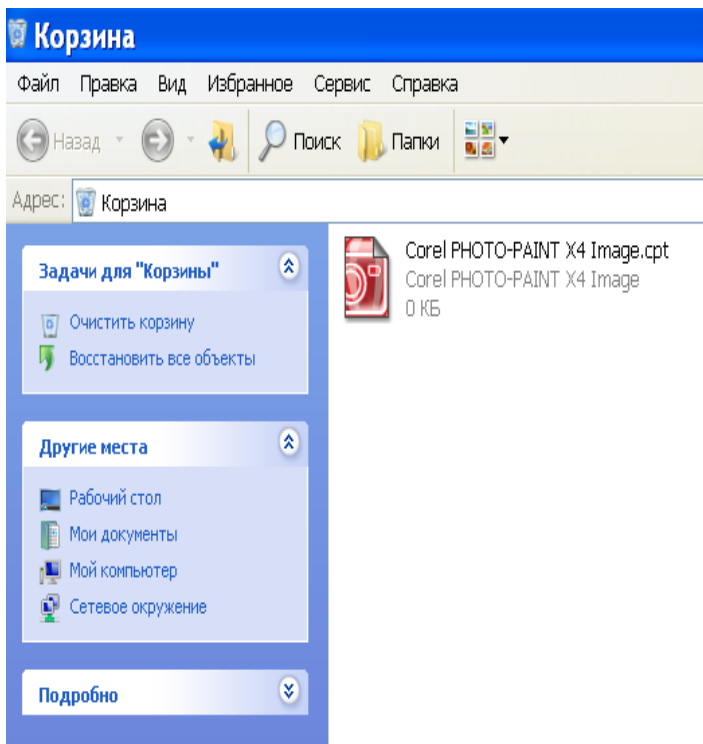 Корзина
Файл Правка Вид Избранное Сервис Справка
Назад Поиск Папки
Адрес: Корзина
Задачи для "Корзины"
Очистить корзину
Восстановить все объекты
Другие места
Рабочий стол
Мои документы
Мой компьютер
Сетевое окружение
Подробно
Corel PHOTO-PAINT X4 Image.cpt
Corel PHOTO-PAINT X4 Image
0 КБ